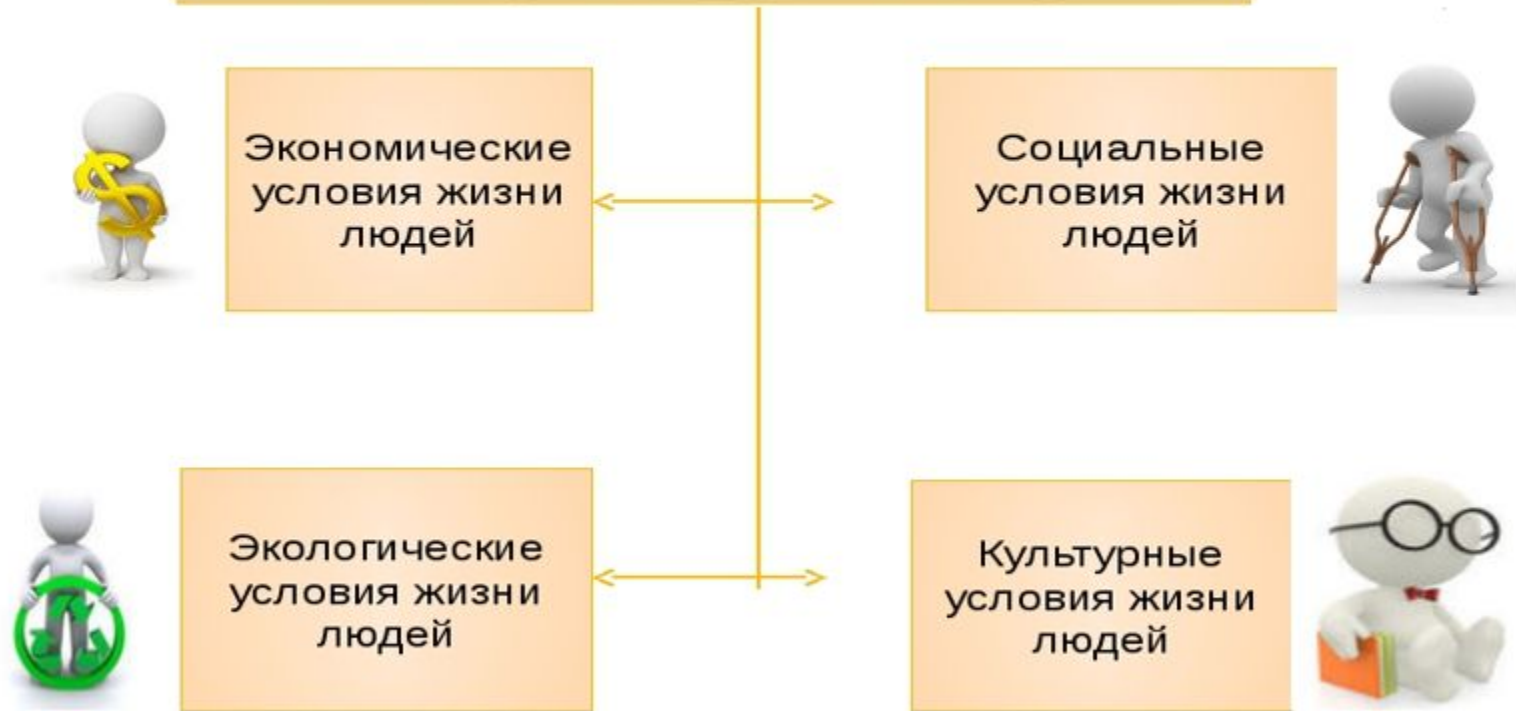 Экономические
условия жизни
людей
Социальные
условия жизни
людей
Экологические
условия жизни
людей
Культурные
условия жизни
людей